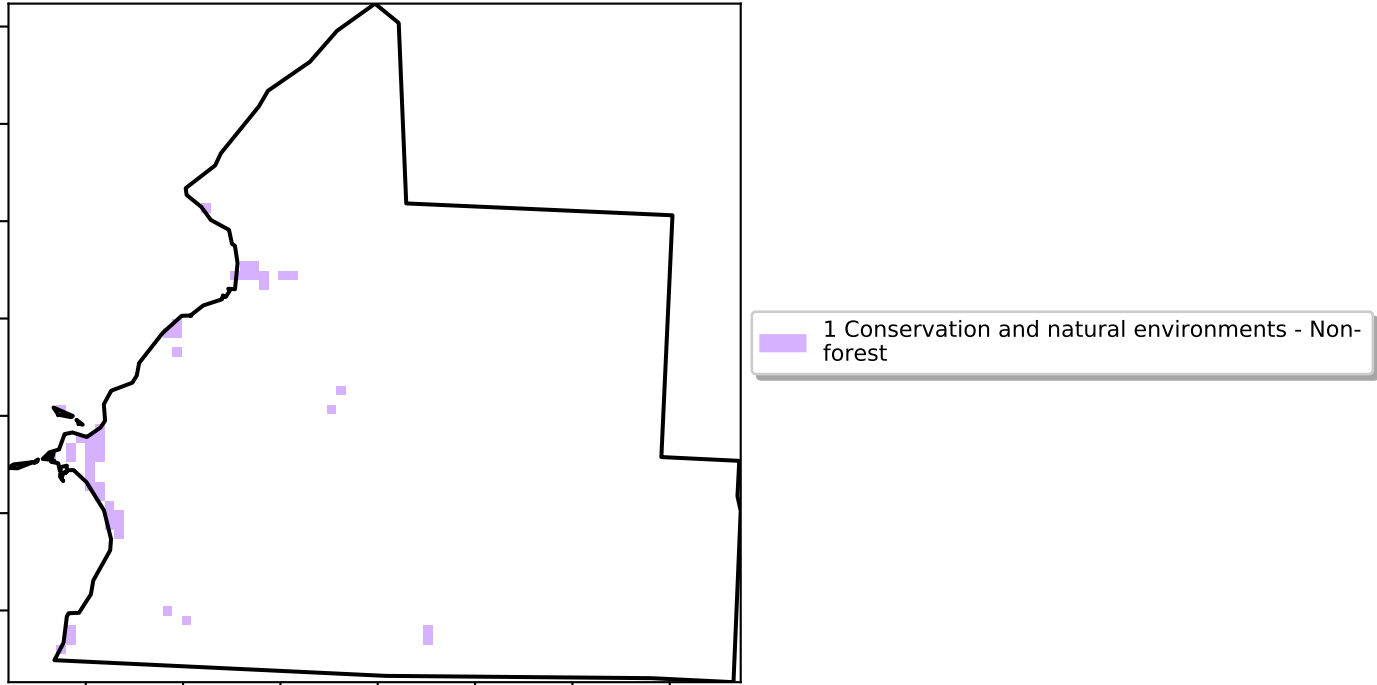 1 Conservation and natural environments - Non-
forest